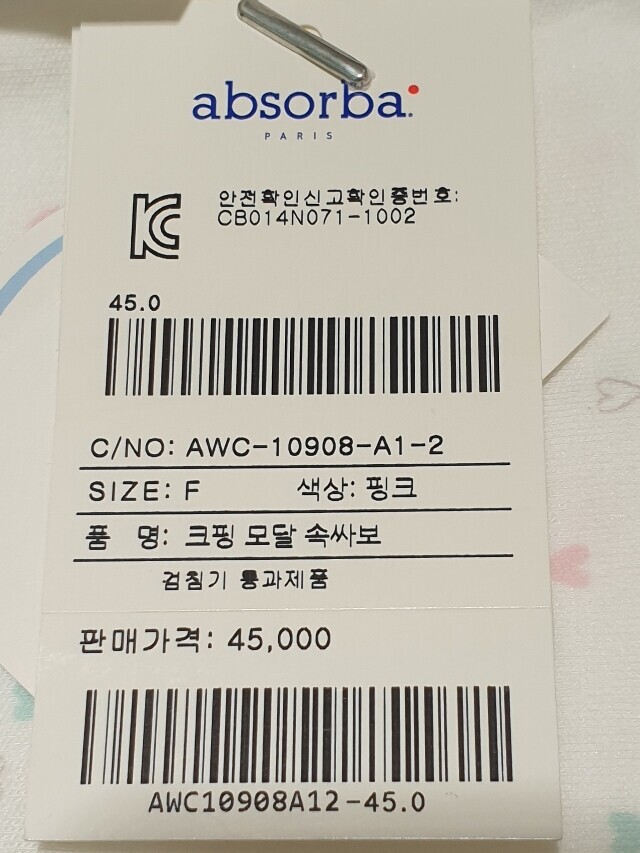 absorba.
PARIS
안전확인신고확인증번호:
CB014N071-1002
45.0
C/NO: AWC-10908-A1-2
SIZE: F 색상: 핑크
품 명: 크핑 모달 속싸보
검침기 통과제품
판매가격: 45,000
AWC10908A12-45.0